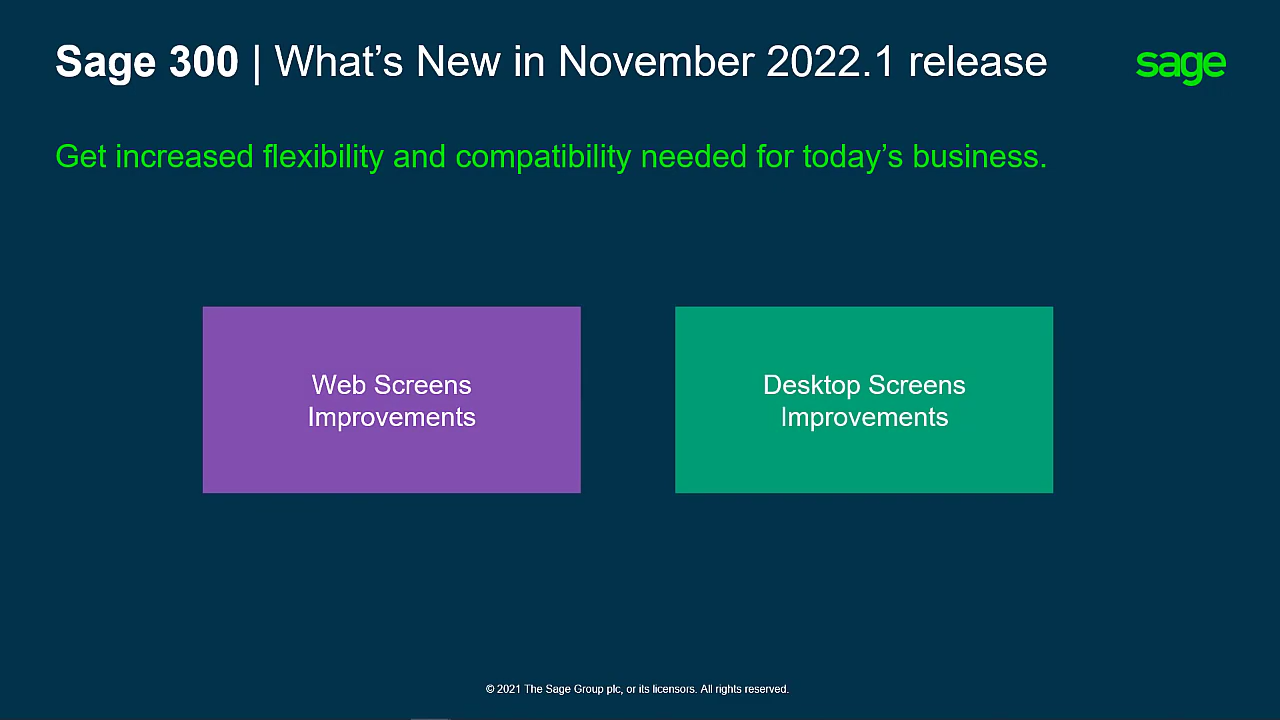 Sage 300 | What’s New in November 2022.1 release
sage
Get increased flexibility and compatibility needed for today’s business.
Web Screens
Improvements
Desktop Screens
Improvements
© 2021 The Sage Group plc, or its licensors. All rights reserved.